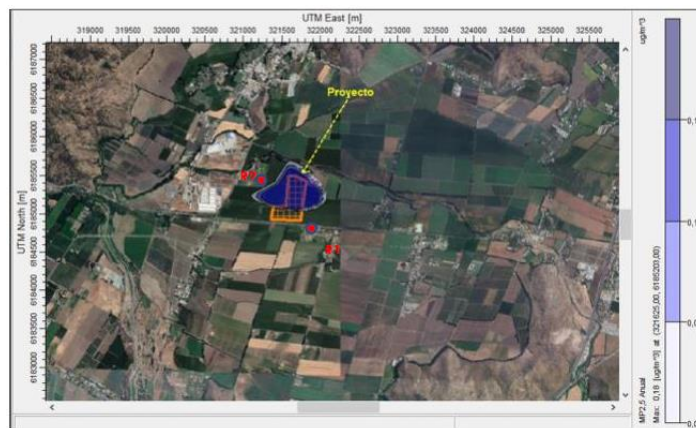 UTM East [m]
319000 319500 320000 320500 321000 321500 322000 322500 323000 323500 324000 324500 325000 325500
ug/m^3
UTM North [m]
6187000
6186500
6186000
6185500
6185000
6184500
6184000
6183500
6183000
Proyecto
MP2,5 Anual
Max: 0,18 [ug/m^3] at (321625,00, 6185203,00)